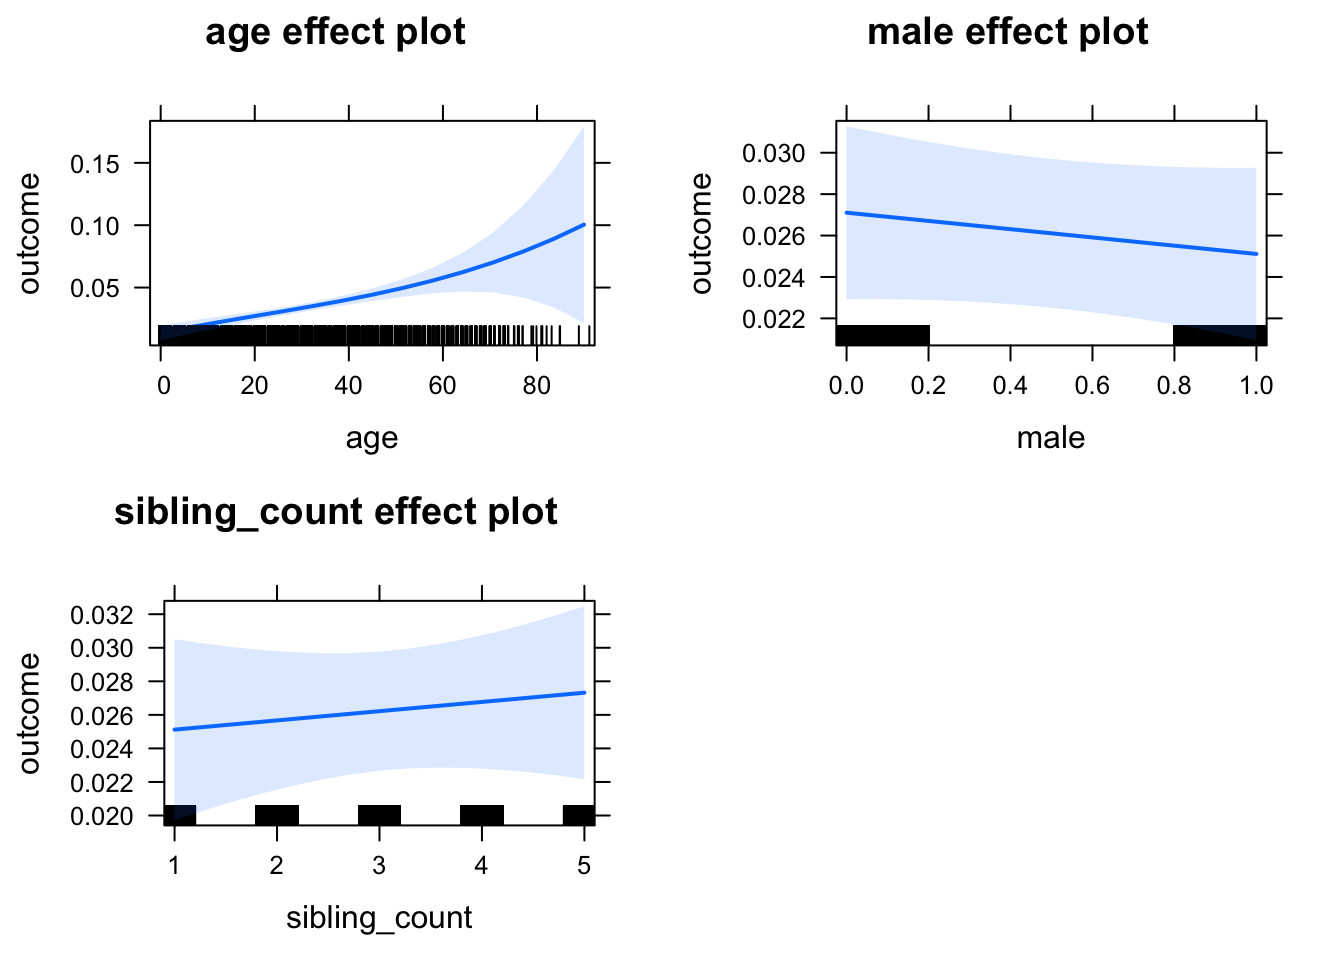 age effect plot
outcome
0.15
0.10
0.05
0 20 40 60 80
age
male effect plot
outcome
0.030
0.028
0.026
0.024
0.022
0.0 0.2 0.4 0.6 0.8 1.0
male
sibling_count effect plot
outcome
0.032
0.030
0.028
0.026
0.024
0.022
0.020
1 2 3 4 5
sibling_count